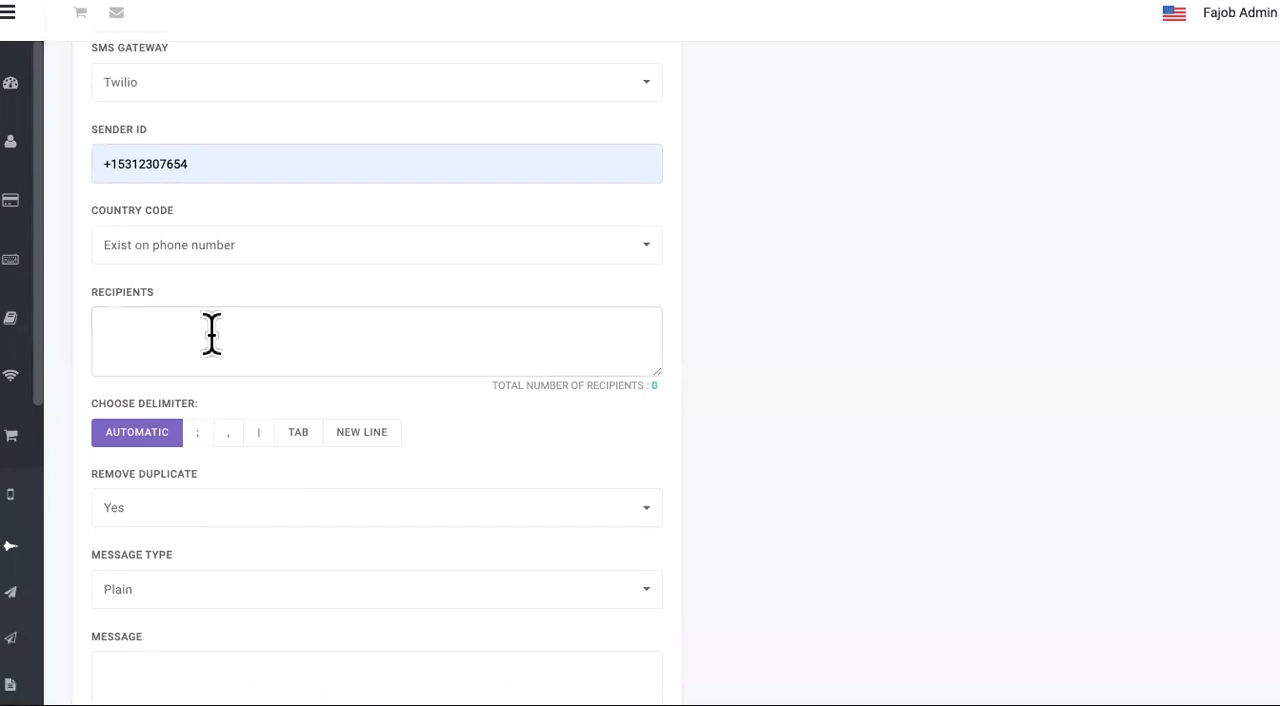 Fajob Admin
SMS GATEWAY
Twilio
SENDER ID
+15312307654
COUNTRY CODE
Exist on phone number
RECIPIENTS
TOTAL NUMBER OF RECIPIENTS : 0
CHOOSE DELIMITER:
AUTOMATIC ; , | TAB NEW LINE
REMOVE DUPLICATE
Yes
MESSAGE TYPE
Plain
MESSAGE